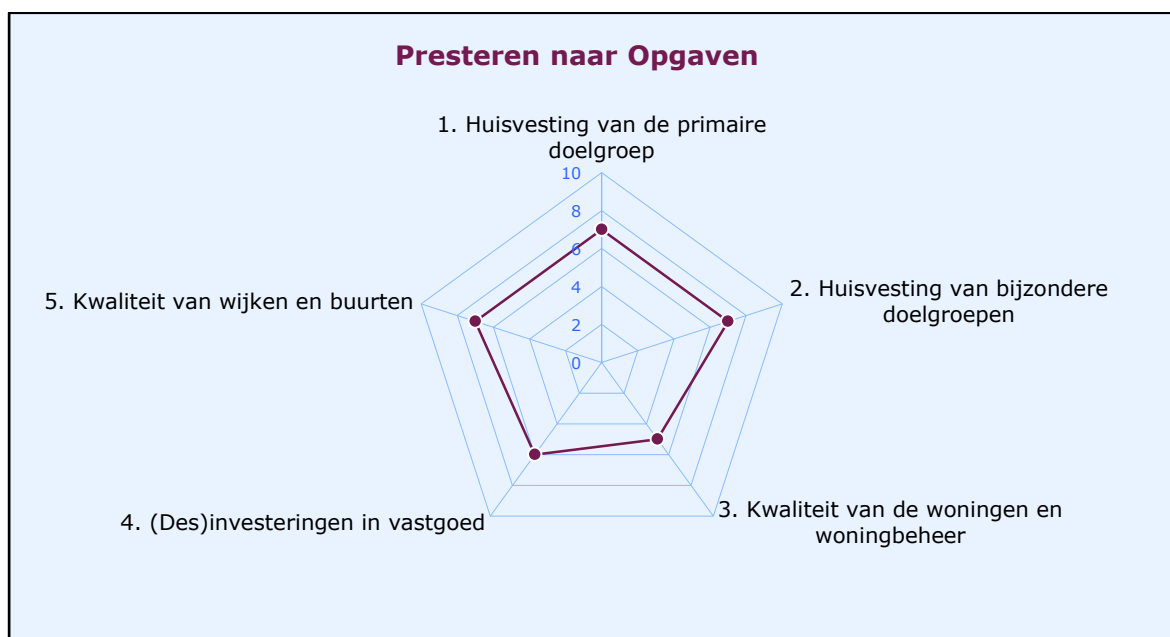 Presteren naar Opgaven
1. Huisvesting van de primaire
doelgroep
10
8
6
4
2
0
2. Huisvesting van bijzondere
doelgroepen
5. Kwaliteit van wijken en buurten
3. Kwaliteit van de woningen en
woningbeheer
4. (Des)investeringen in vastgoed